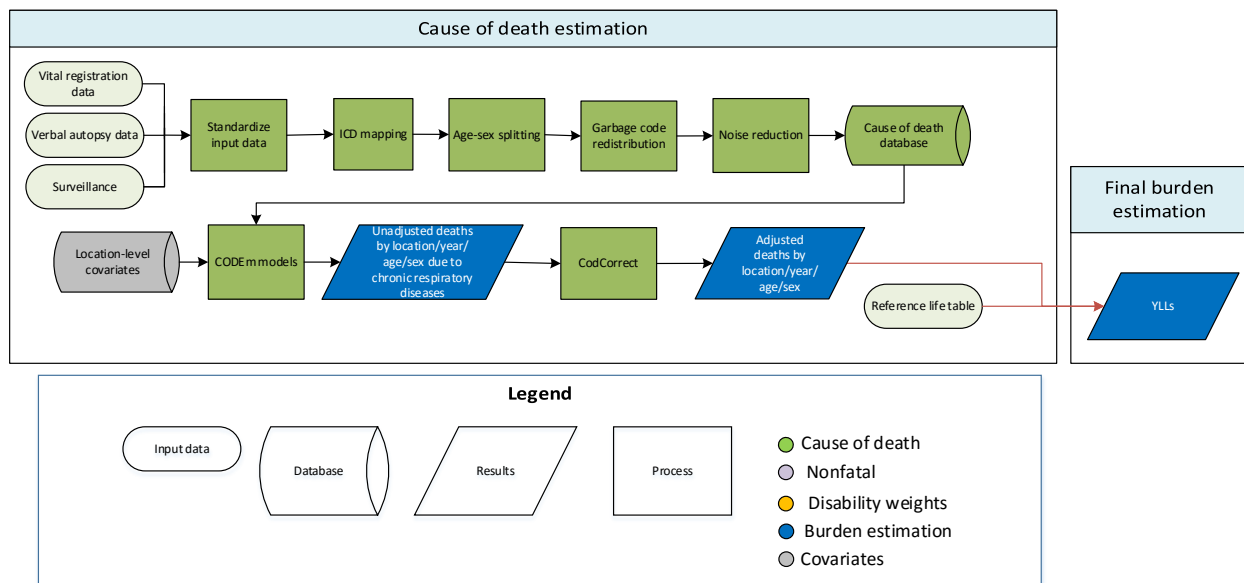 Cause of death estimation
Vital registration
data
Verbal autopsy data
Surveillance
Standardize
input data
ICD mapping
Age-sex splitting
Garbage code
redistribution
Noise reduction
Cause of death
database
Location-level
covariates
CODEm models
Unadjusted deaths
by location/year/
age/sex due to
chronic respiratory
diseases
CodCorrect
Adjusted
deaths by
location/year/
age/sex
Reference life table
Final burden
estimation
YLLs
Legend
Input data
Database
Results
Process
Cause of death
Nonfatal
Disability weights
Burden estimation
Covariates